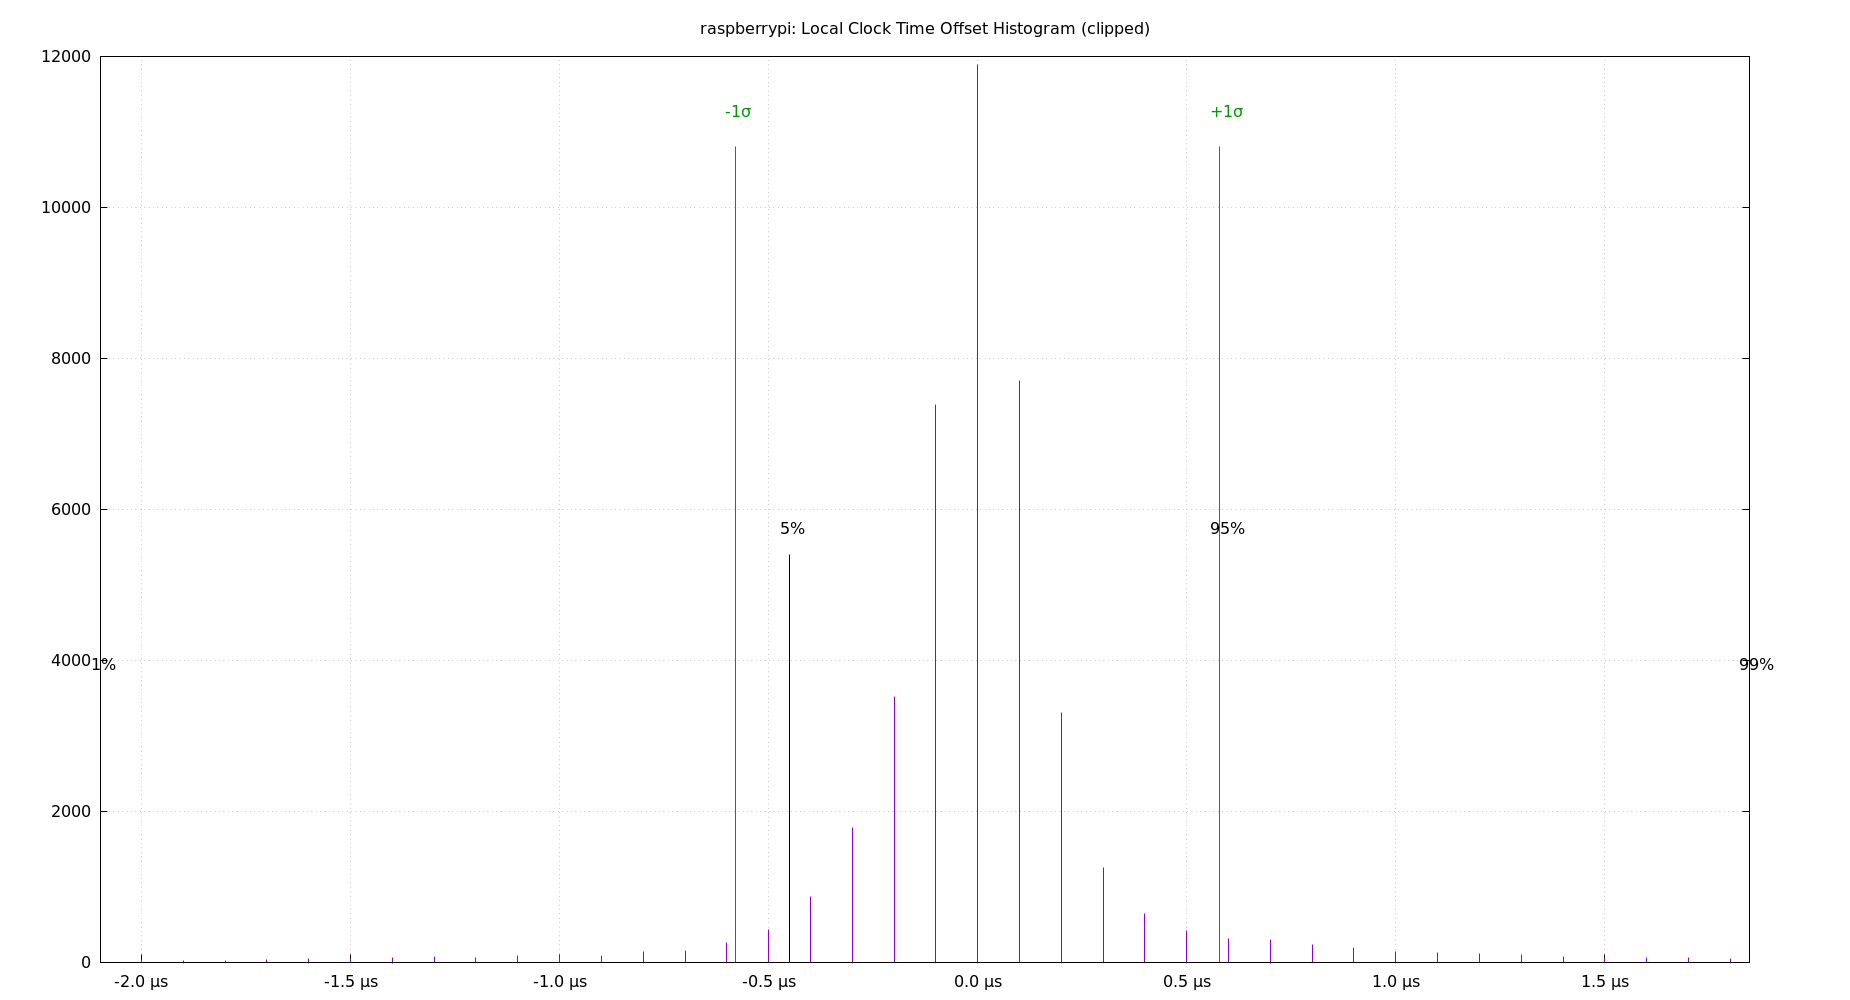 raspberrypi: Local Clock Time Offset Histogram (clipped)
12000
-1σ
+1σ
10000
8000
6000
5%
95%
4000
1%
99%
2000
0
-2.0 µs
-1.5 µs
-1.0 µs
-0.5 µs
0.0 µs
0.5 µs
1.0 µs
1.5 µs